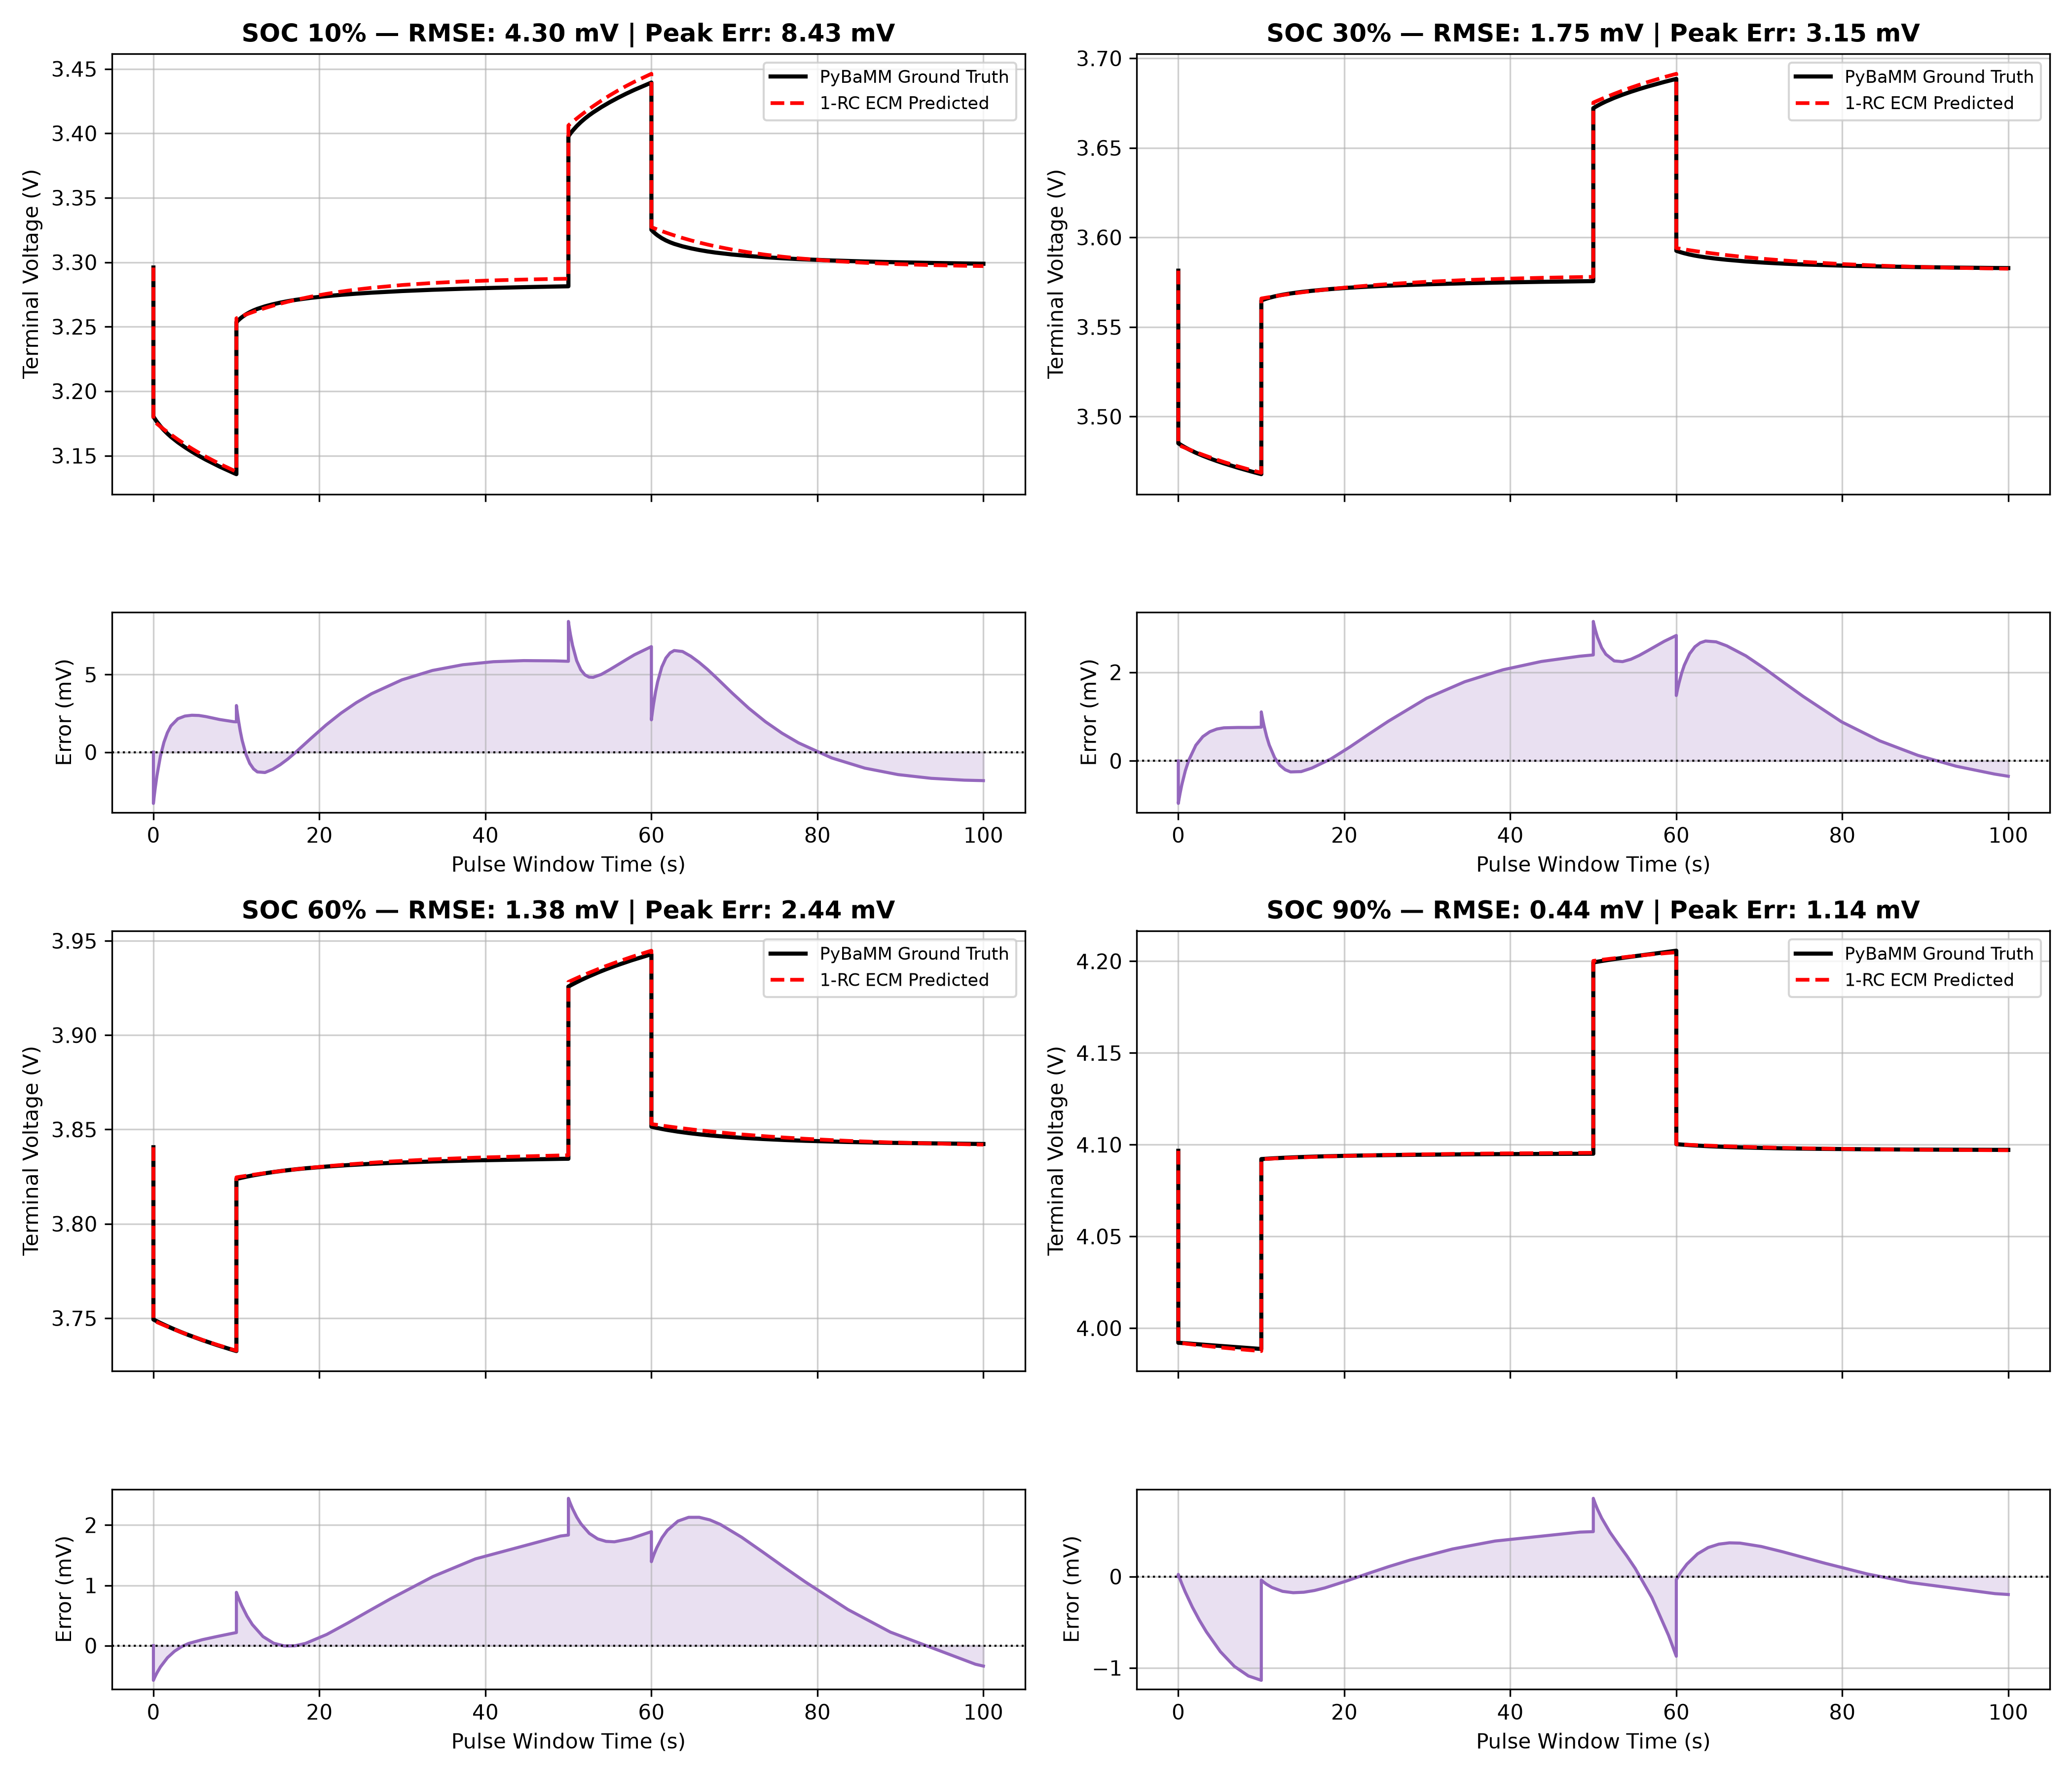 SOC 10% — RMSE: 4.30 mV | Peak Err: 8.43 mV
Terminal Voltage (V)
3.45
3.40
3.35
3.30
3.25
3.20
3.15
PyBaMM Ground Truth
1-RC ECM Predicted
Error (mV)
5
0
0 20 40 60 80 100
Pulse Window Time (s)
SOC 30% — RMSE: 1.75 mV | Peak Err: 3.15 mV
Terminal Voltage (V)
3.70
3.65
3.60
3.55
3.50
PyBaMM Ground Truth
1-RC ECM Predicted
Error (mV)
2
0
0 20 40 60 80 100
Pulse Window Time (s)
SOC 60% — RMSE: 1.38 mV | Peak Err: 2.44 mV
Terminal Voltage (V)
3.95
3.90
3.85
3.80
3.75
PyBaMM Ground Truth
1-RC ECM Predicted
Error (mV)
2
1
0
0 20 40 60 80 100
Pulse Window Time (s)
SOC 90% — RMSE: 0.44 mV | Peak Err: 1.14 mV
Terminal Voltage (V)
4.20
4.15
4.10
4.05
4.00
PyBaMM Ground Truth
1-RC ECM Predicted
Error (mV)
0
−1
0 20 40 60 80 100
Pulse Window Time (s)